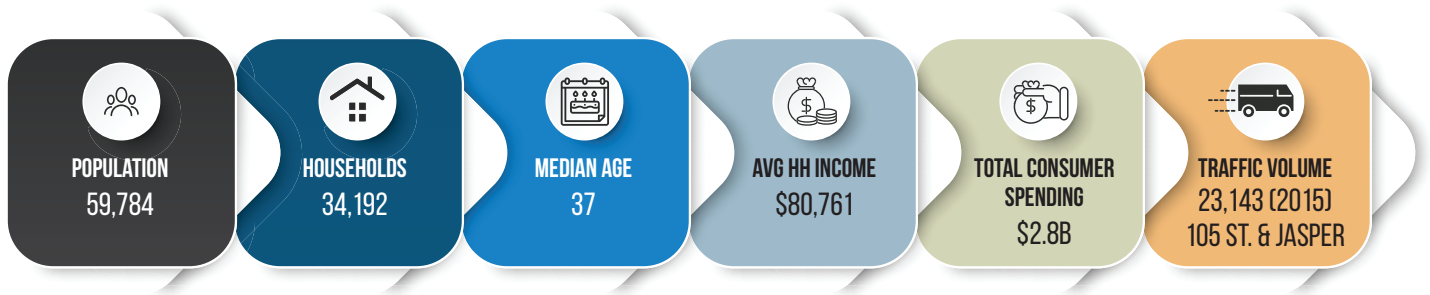 POPULATION
59,784
HOUSEHOLDS
34,192
MEDIAN AGE
37
AVG HH INCOME
$80,761
TOTAL CONSUMER
SPENDING
$2.8B
TRAFFIC VOLUME
23,143 (2015)
105 ST. & JASPER